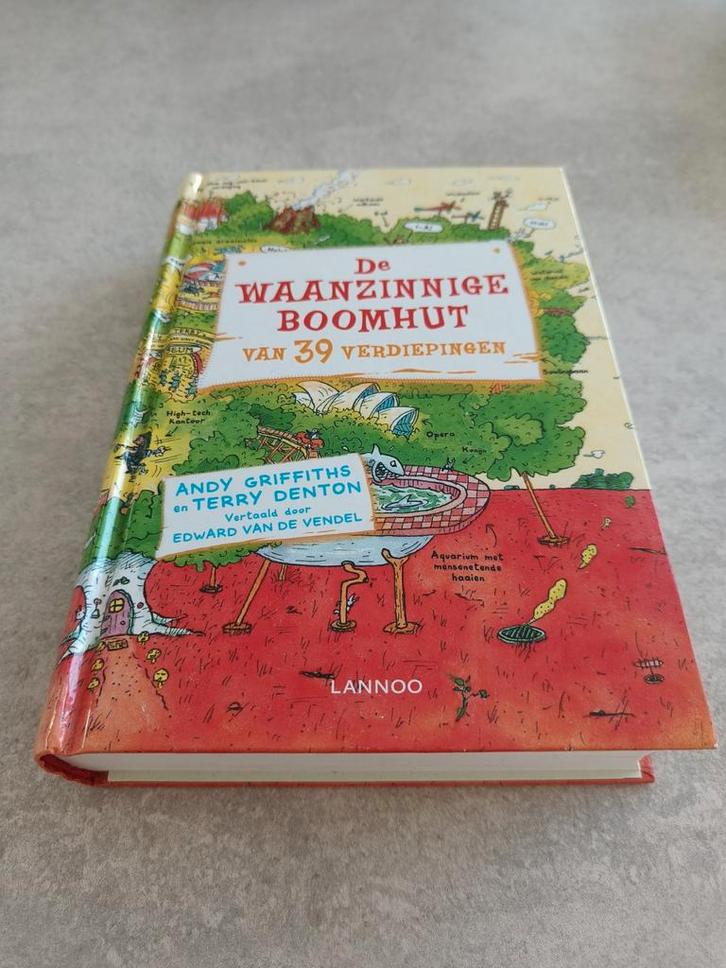 De
WAANZINNIGE
BOOMHUT
VAN 39 VERDIEPINGEN
High-tech
Kantoor
Opera
ANDY GRIFFITHS
en TERRY DENTON
Vertaald door
EDWARD VAN DE VENDEL
Aquarium met
mensenetende
haaien
LANNOO